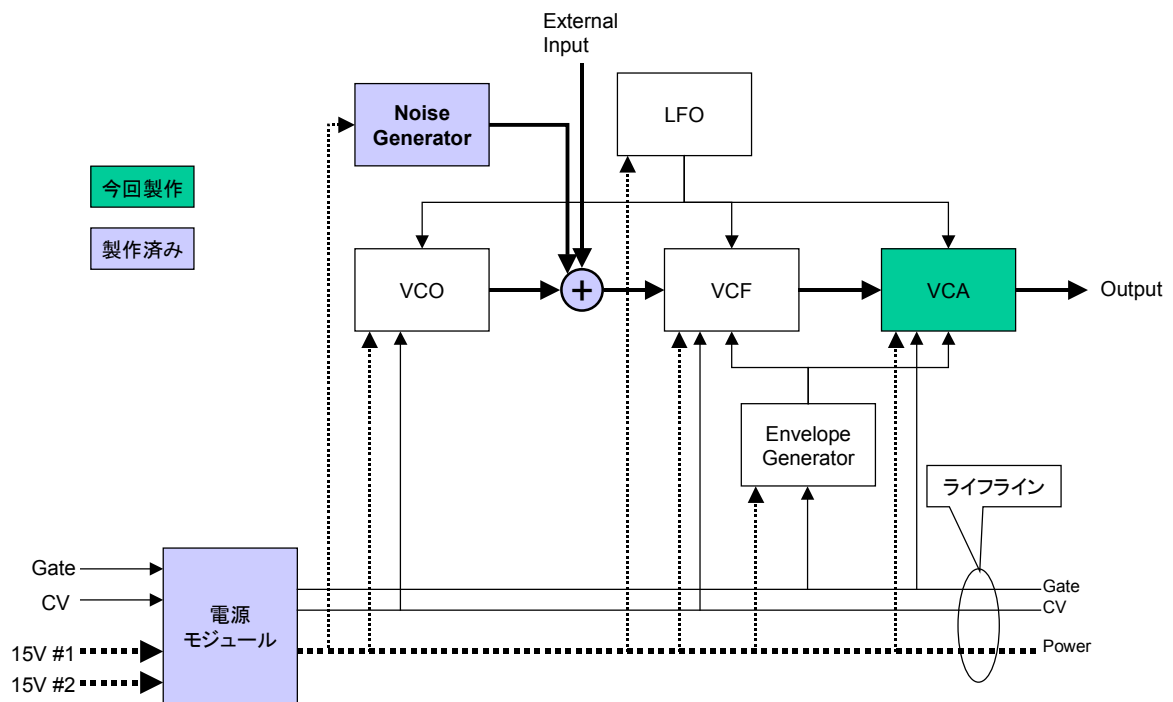 External
Input
Noise
Generator
LFO
今回製作
製作済み
VCO
+
VCF
VCA
Output
Envelope
Generator
ライフライン
Gate
CV
15V #1
15V #2
電源
モジュール
Gate
CV
Power